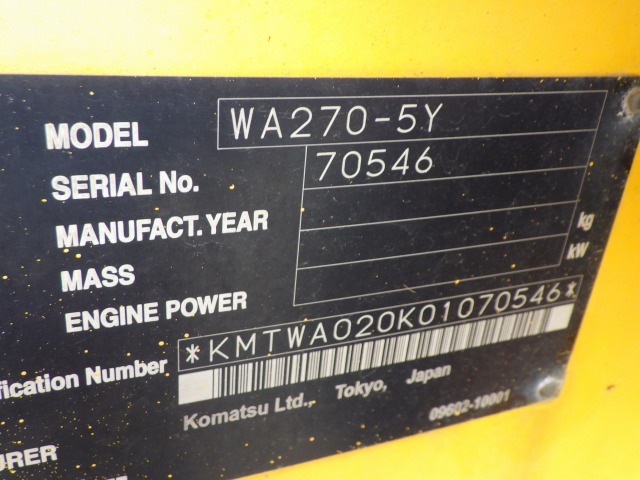 MODEL WA270-5Y
SERIAL No. 70546
MANUFACT. YEAR
MASS kg
ENGINE POWER kW
fication Number *KMTWA020K01070546*
Komatsu Ltd., Tokyo, Japan
09602-10001
URER